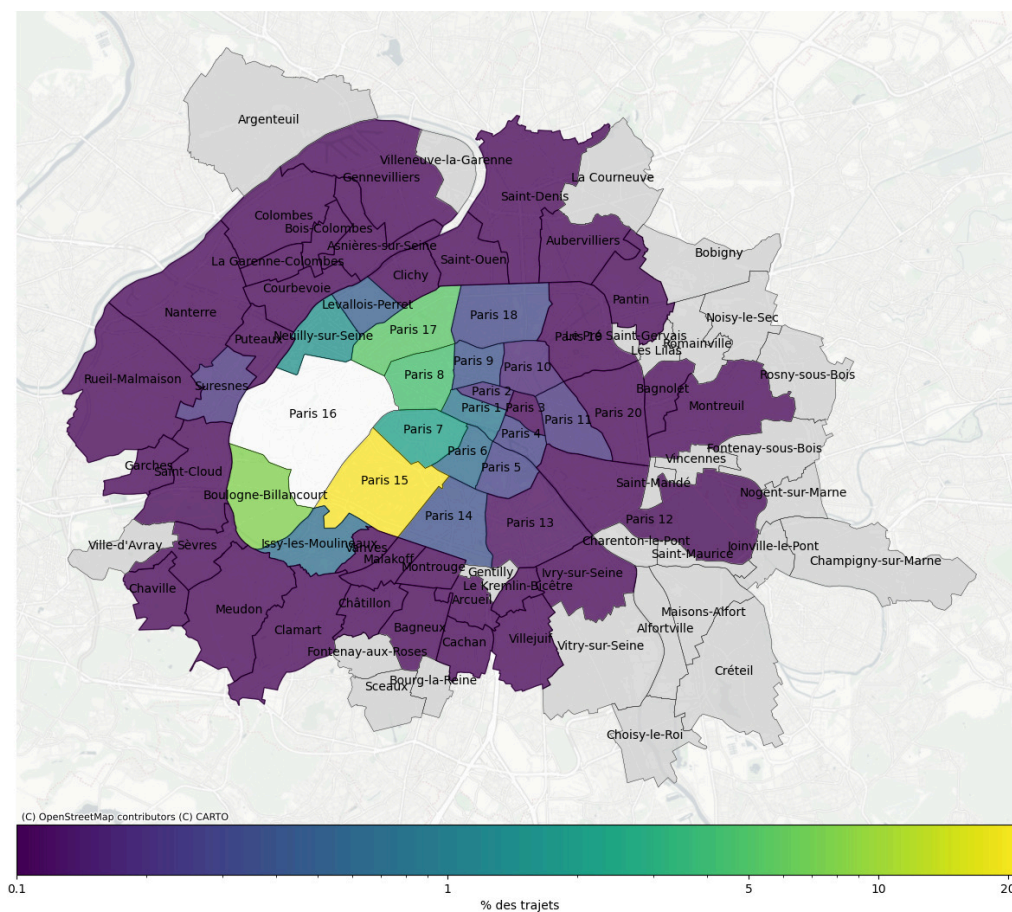 Argenteuil
Villeneuve-la-Garenne
Gennevilliers
La Courneuve
Saint-Denis
Colombes
Bois-Colombes
Asnières-sur-Seine
Aubervilliers
Bobigny
La Garenne-Colombes
Saint-Ouen
Clichy
Courbevoie
Pantin
Levallois-Perret
Nanterre
Paris 18
Noisy-le-Sec
Paris 17
Neuilly-sur-Seine
Puteaux
Le Pré Saint-Gervais
Paris 19
Romainville
Les Lilas
Paris 9
Paris 10
Rueil-Malmaison
Suresnes
Paris 8
Rosny-sous-Bois
Paris 2
Bagnolet
Paris 16
Paris 1
Paris 3
Montreuil
Paris 20
Paris 11
Paris 7
Paris 4
Paris 6
Fontenay-sous-Bois
Vincennes
Garches
Saint-Cloud
Paris 5
Paris 15
Saint-Mandé
Boulogne-Billancourt
Nogent-sur-Marne
Paris 14
Paris 13
Paris 12
Charenton-le-Pont
Ville-d'Avray
Sèvres
Issy-les-Moulineaux
Vanves
Joinville-le-Pont
Saint-Maurice
Malakoff
Champigny-sur-Marne
Montrouge
Gentilly
Ivry-sur-Seine
Le Kremlin-Bicêtre
Chaville
Arcueil
Châtillon
Meudon
Maisons-Alfort
Bagneux
Alfortville
Clamart
Cachan
Villejuif
Vitry-sur-Seine
Fontenay-aux-Roses
Créteil
Bourg-la-Reine
Sceaux
Choisy-le-Roi
(C) OpenStreetMap contributors (C) CARTO
0.1 1 5 10 20
% des trajets